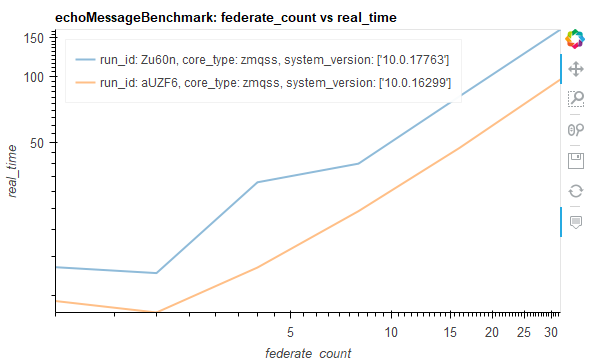 echoMessageBenchmark: federate_count vs real_time
run_id: Zu60n, core_type: zmqss, system_version: ['10.0.17763']
run_id: aUZF6, core_type: zmqss, system_version: ['10.0.16299']
150
100
50
real_time
5 10 15 20 25 30
federate_count